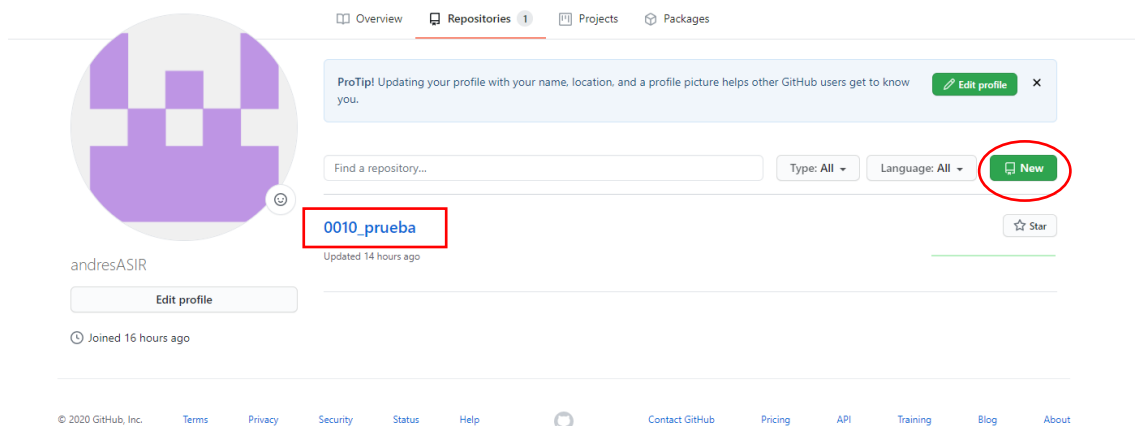 Overview Repositories 1 Projects Packages
ProTip! Updating your profile with your name, location, and a profile picture helps other GitHub users get to know
you.
Edit profile
Find a repository...
Type: All
Language: All
New
0010_prueba
Star
Updated 14 hours ago
andresASIR
Edit profile
Joined 16 hours ago
© 2020 GitHub, Inc. Terms Privacy Security Status Help Contact GitHub Pricing API Training Blog About